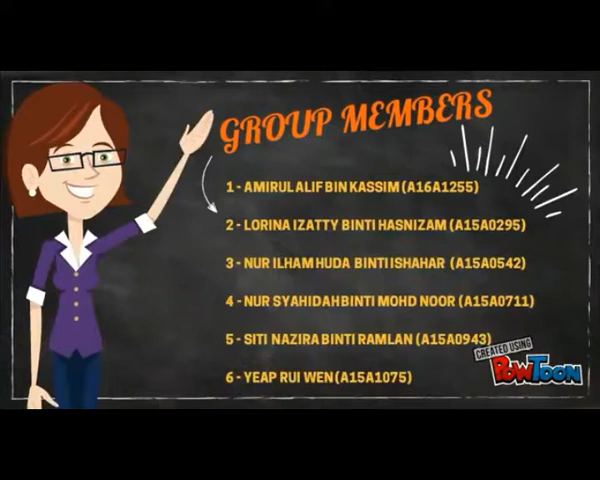 GROUP MEMBERS
1 - AMIRUL ALIF BIN KASSIM (A16A1255)
2 - LORINA IZATTY BINTI HASNIZAM (A15A0295)
3 - NUR ILHAM HUDA BINTI ISHAHAR (A15A0542)
4 - NUR SYAHIDAH BINTI MOHD NOOR (A15A0711)
5 - SITI NAZIRA BINTI RAMLAN (A15A0943)
CREATED USING
POWTOON
6 - YEAP RUI WEN (A15A1075)